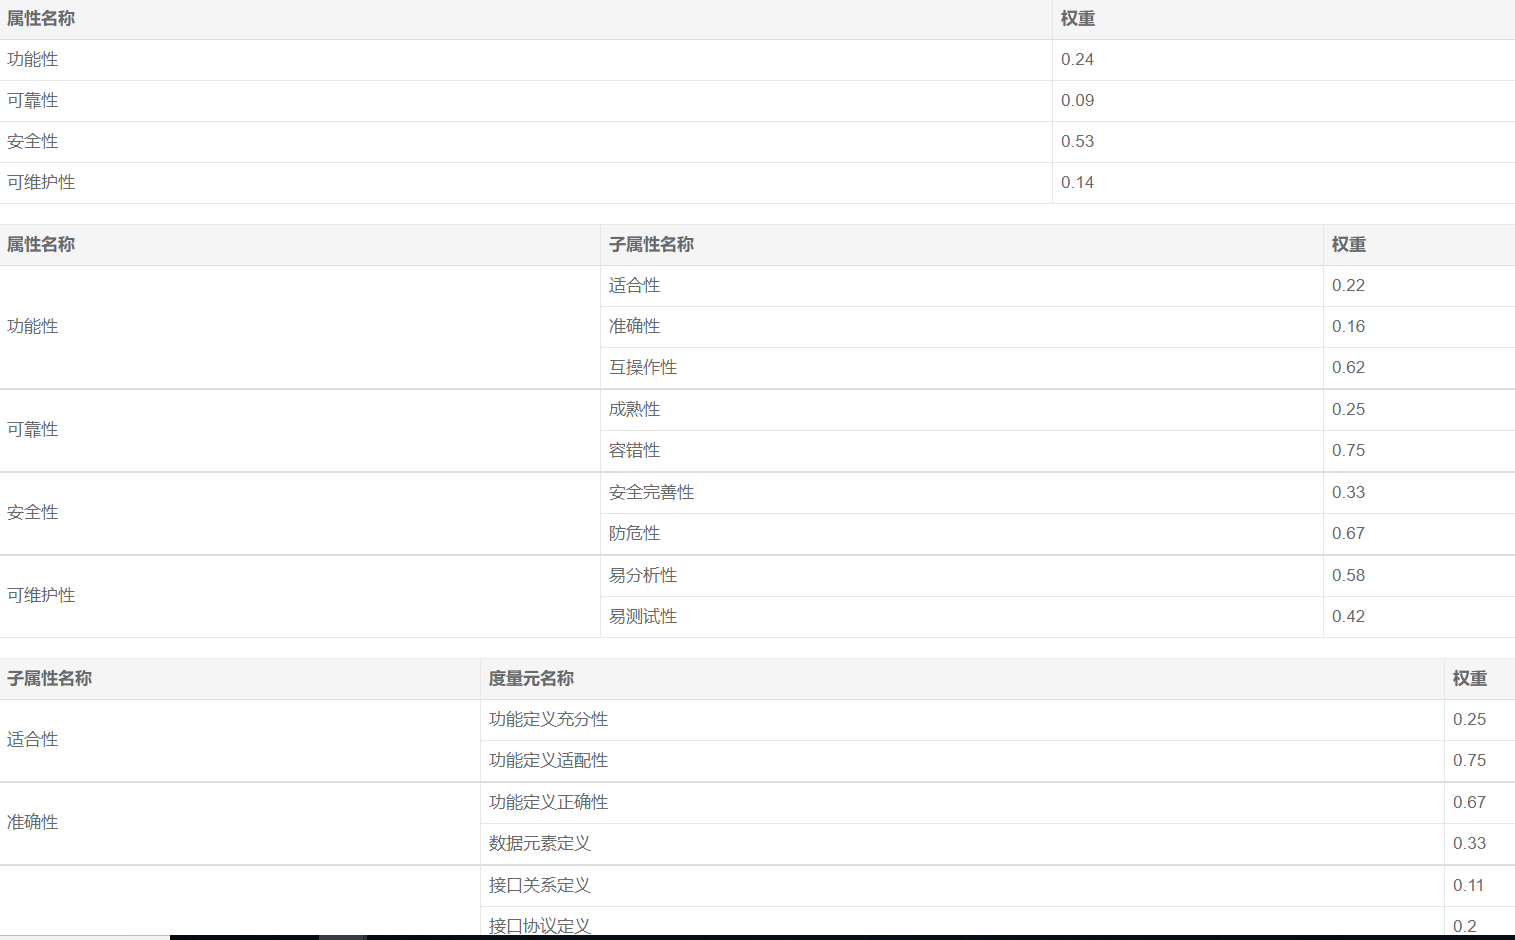 属性名称 权重
功能性 0.24
可靠性 0.09
安全性 0.53
可维护性 0.14
属性名称 子属性名称 权重
适合性 0.22
功能性 准确性 0.16
互操作性 0.62
成熟性 0.25
可靠性
容错性 0.75
安全完善性 0.33
安全性
防危性 0.67
易分析性 0.58
可维护性
易测试性 0.42
子属性名称 度量元名称 权重
功能定义充分性 0.25
适合性
功能定义适配性 0.75
功能定义正确性 0.67
准确性
数据元素定义 0.33
接口关系定义 0.11
接口协议定义 0.2